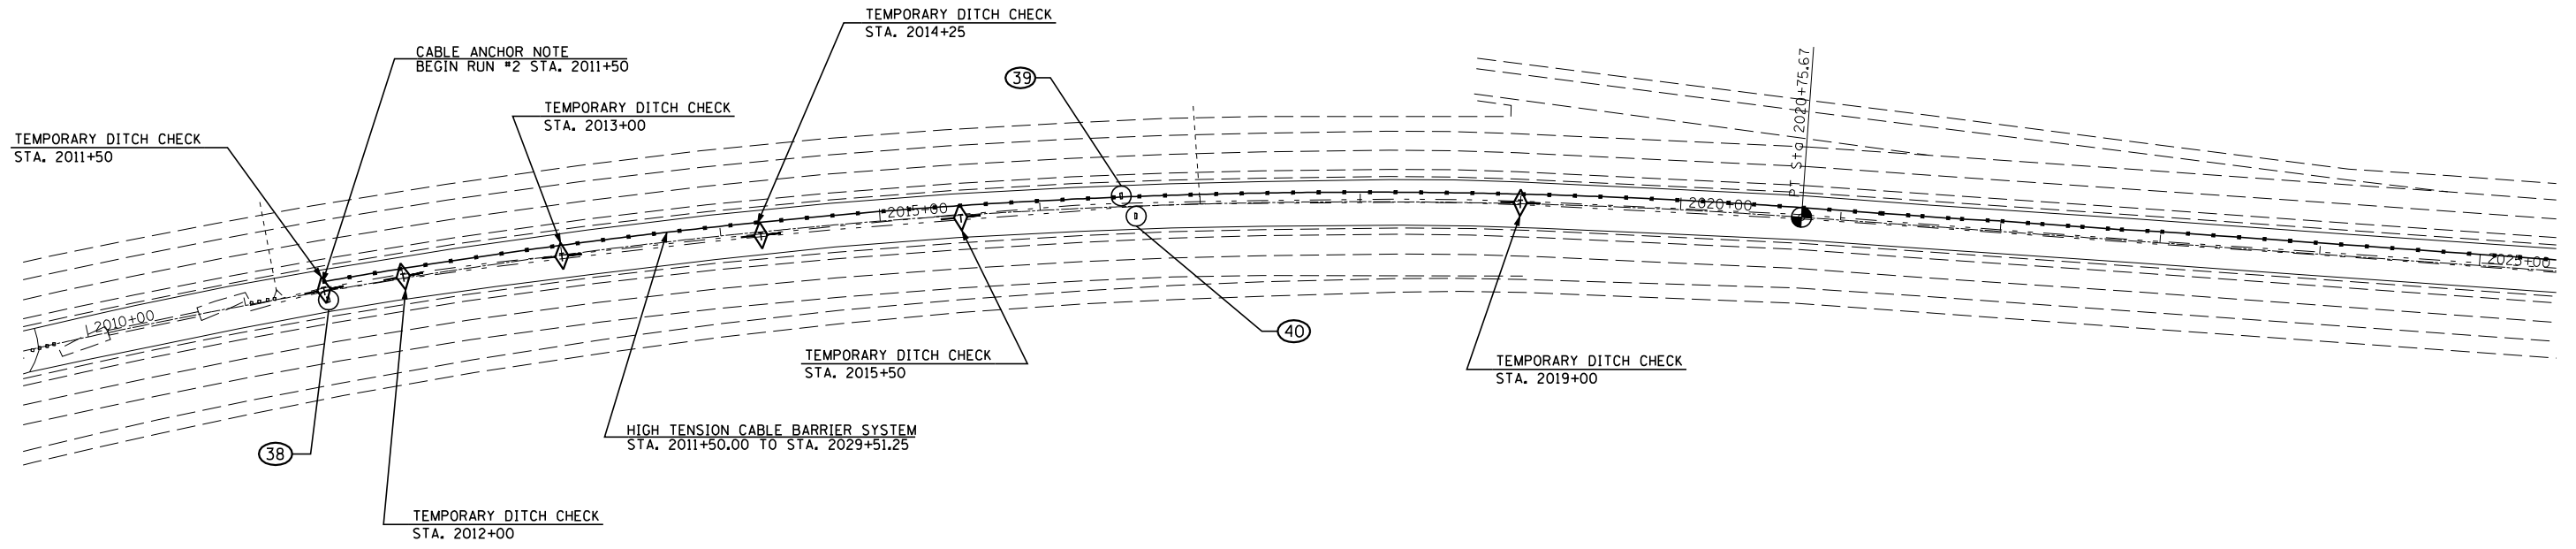 TEMPORARY DITCH CHECK
STA. 2014+25
CABLE ANCHOR NOTE
BEGIN RUN #2 STA. 2011+50
39
TEMPORARY DITCH CHECK
STA. 2013+00
TEMPORARY DITCH CHECK
STA. 2011+50
PT Sta 2020+75.67
2010+00
2015+00
2020+00
2025+00
40
TEMPORARY DITCH CHECK
STA. 2015+50
TEMPORARY DITCH CHECK
STA. 2019+00
HIGH TENSION CABLE BARRIER SYSTEM
STA. 2011+50.00 TO STA. 2029+51.25
38
TEMPORARY DITCH CHECK
STA. 2012+00